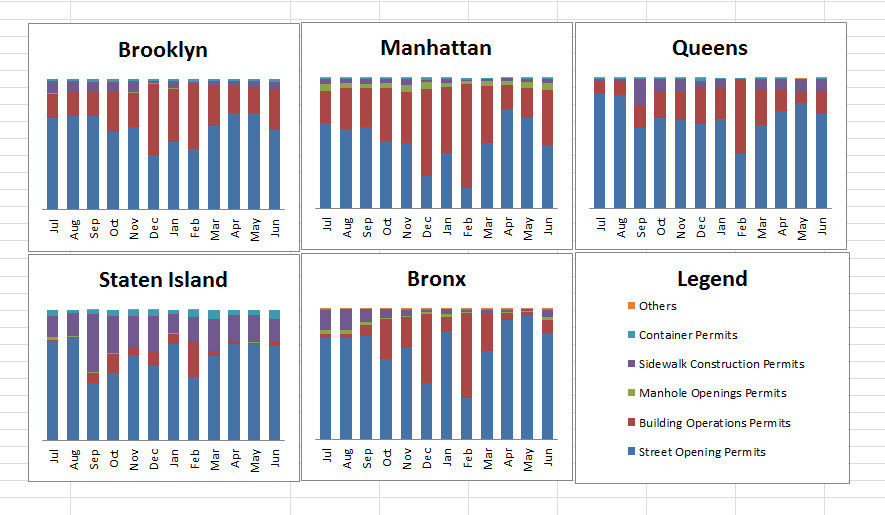 Brooklyn
Jul Aug Sep Oct Nov Dec Jan Feb Mar Apr May Jun
Manhattan
Jul Aug Sep Oct Nov Dec Jan Feb Mar Apr May Jun
Queens
Jul Aug Sep Oct Nov Dec Jan Feb Mar Apr May Jun
Staten Island
Jul Aug Sep Oct Nov Dec Jan Feb Mar Apr May Jun
Bronx
Jul Aug Sep Oct Nov Dec Jan Feb Mar Apr May Jun
Legend
Others
Container Permits
Sidewalk Construction Permits
Manhole Openings Permits
Building Operations Permits
Street Opening Permits